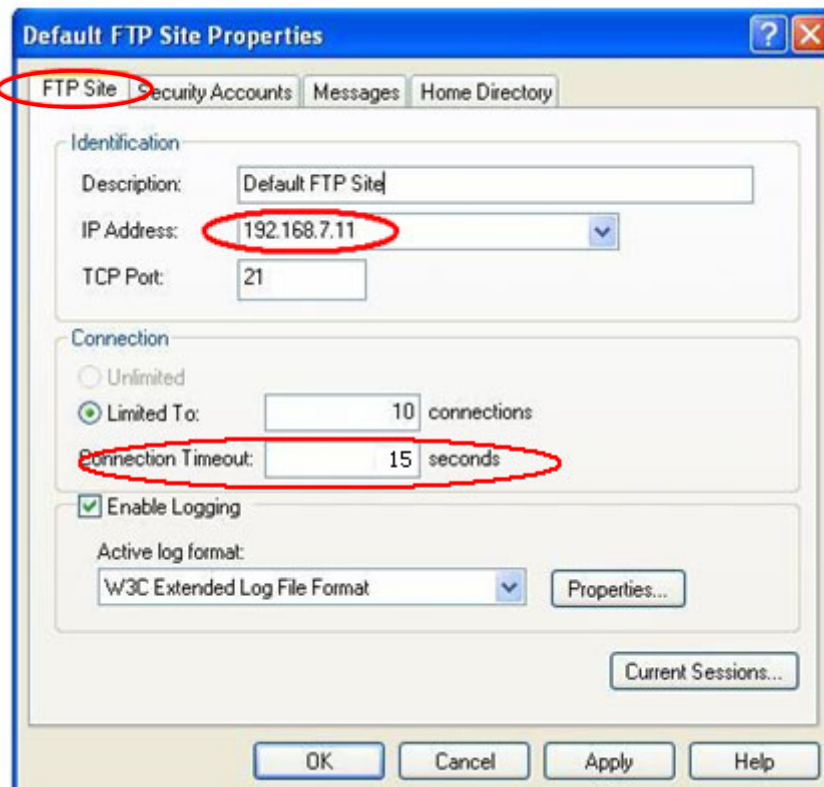 Default FTP Site Properties
FTP Site Security Accounts Messages Home Directory
Identification
Description: Default FTP Site
IP Address: 192.168.7.11
TCP Port: 21
Connection
Unlimited
Limited To: 10 connections
Connection Timeout: 15 seconds
Enable Logging
Active log format:
W3C Extended Log File Format Properties...
Current Sessions...
OK Cancel Apply Help